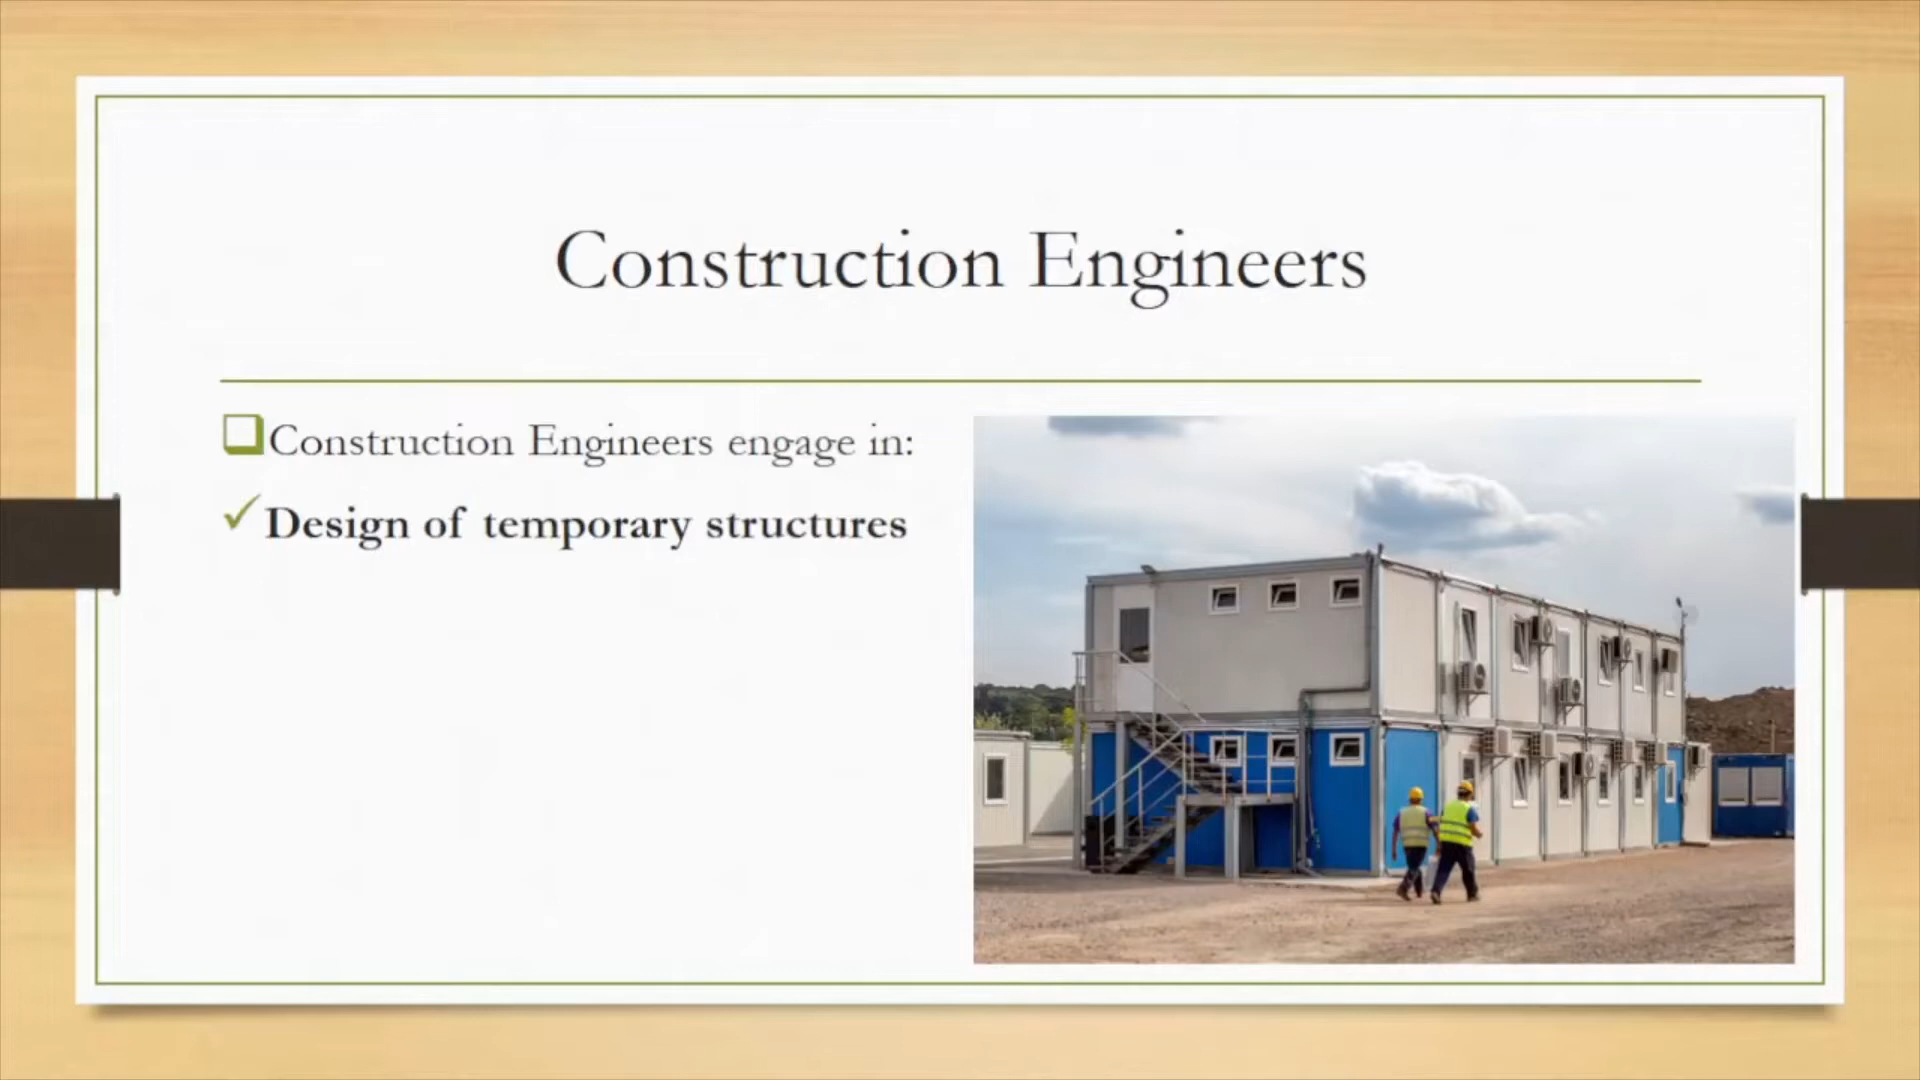 Construction Engineers
Construction Engineers engage in:
Design of temporary structures